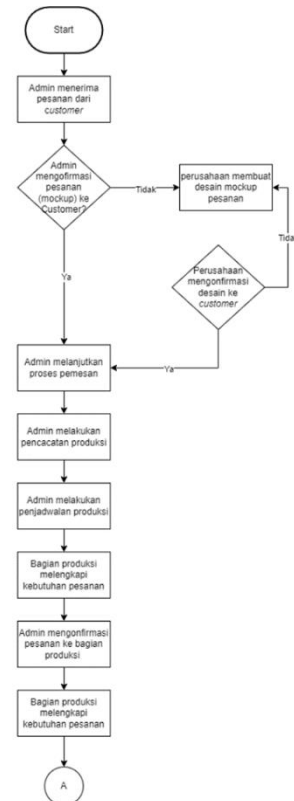 Start
Admin menerima
pesanan dari
customer
Admin
mengofirmasi
pesanan
(mockup) ke
Customer?
Tidak
perusahaan membuat
desain mockup
pesanan
Tidak
Perusahaan
mengonfirmasi
desain ke
customer
Ya
Ya
Admin melanjutkan
proses pemesan
Admin melakukan
pencacatan produksi
Admin melakukan
penjadwalan produksi
Bagian produksi
melengkapi
kebutuhan pesanan
Admin mengonfirmasi
pesanan ke bagian
produksi
Bagian produksi
melengkapi
kebutuhan pesanan
A